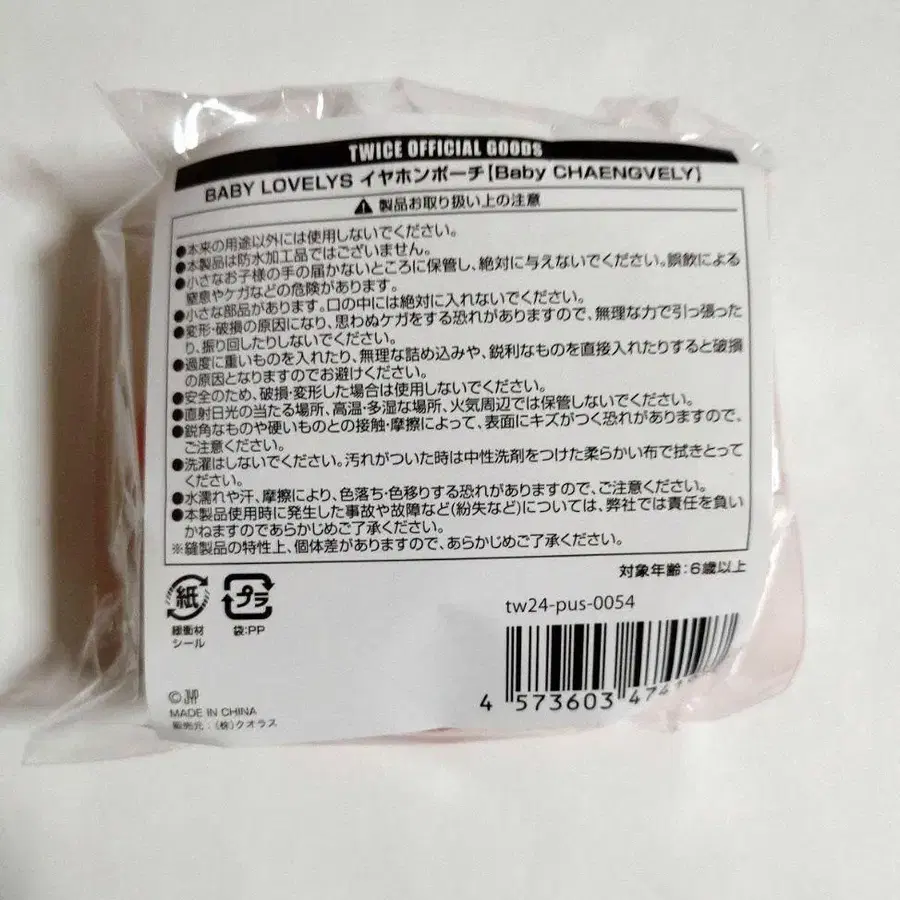 TWICE OFFICIAL GOODS
BABY LOVELYS イヤホンポーチ【Baby CHAENGVELY】
⚠ 製品お取り扱い上の注意
●本来の用途以外には使用しないでください。
●本製品は防水加工品ではございません。
●小さなお子様の手の届かないところに保管し、絶対に与えないでください。誤飲による
窒息やケガなどの危険があります。
●小さな部品があります。口の中には絶対に入れないでください。
●変形・破損の原因になり、思わぬケガをする恐れがありますので、無理な力で引っ張った
り、振り回したりしないでください。
●過度に重いものを入れたり、無理な詰め込みや、鋭利なものを直接入れたりすると破損
の原因となりますのでお避けください。
●安全のため、破損・変形した場合は使用しないでください。
●直射日光の当たる場所、高温・多湿な場所、火気周辺では保管しないでください。
●鋭角なものや硬いものとの接触・摩擦によって、表面にキズがつく恐れがありますので、
ご注意ください。
●洗濯はしないでください。汚れがついた時は中性洗剤をつけた柔らかい布で拭きとって
ください。
●水濡れや汗、摩擦により、色落ち・色移りする恐れがありますので、ご注意ください。
●本製品使用時に発生した事故や故障など(紛失など)については、弊社では責任を負い
かねますのであらかじめご了承ください。
※縫製品の特性上、個体差がありますので、あらかじめご了承ください。
対象年齢:6歳以上
紙
プラ
緩衝材
シール
袋:PP
tw24-pus-0054
4 573603 4741
© JYP
MADE IN CHINA
販売元:(株)クオラス